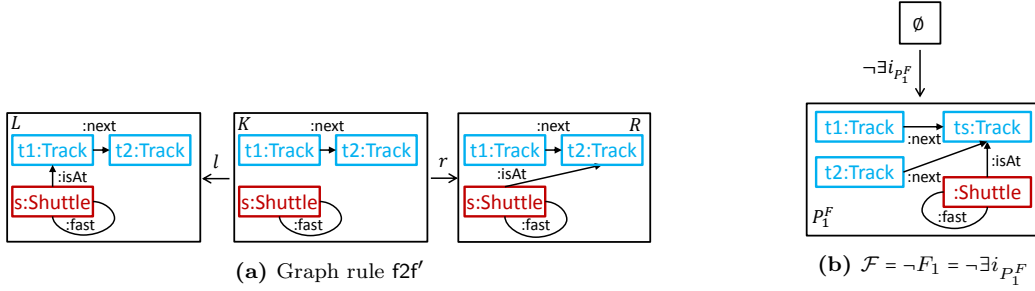 ∅
¬∃i_{P_1^F}
L
:next
t1:Track
t2:Track
:isAt
s:Shuttle
:fast
l
K
:next
t1:Track
t2:Track
s:Shuttle
:fast
r
R
:next
t1:Track
t2:Track
:isAt
s:Shuttle
:fast
t1:Track
ts:Track
:next
t2:Track
:next
:isAt
:Shuttle
:fast
P_1^F
(a) Graph rule f2f′
(b) ℱ = ¬F_1 = ¬∃i_{P_1^F}